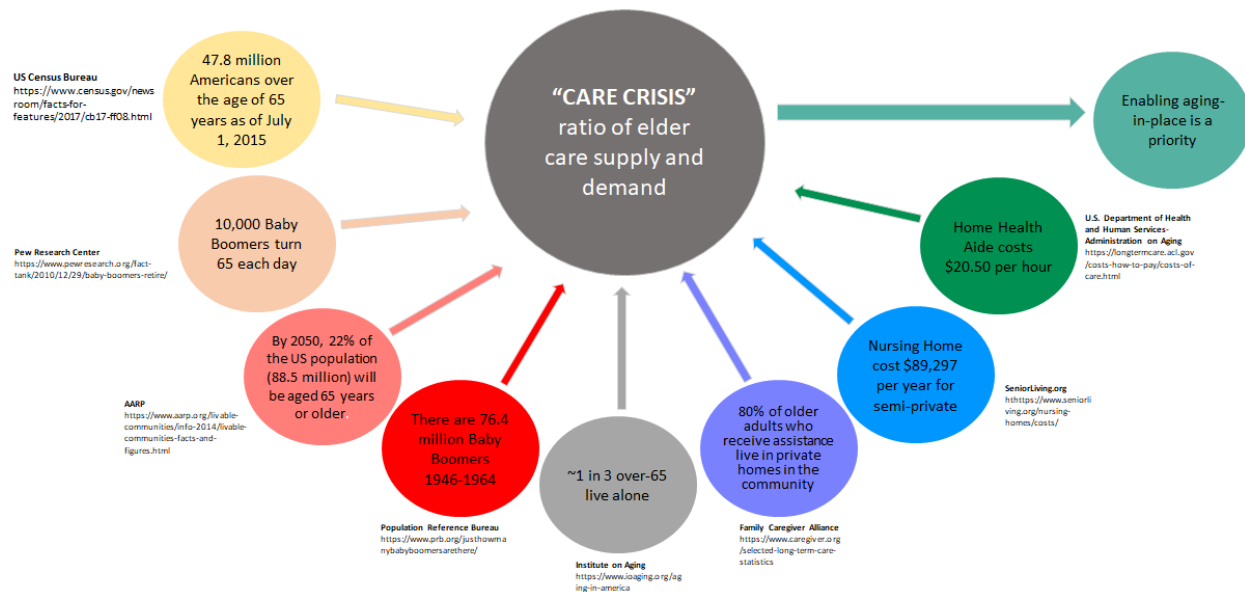 47.8 million
Americans over
the age of 65
years as of July
1, 2015
US Census Bureau
https://www.census.gov/news
room/facts-for-
features/2017/cb17-ff08.html
"CARE CRISIS"
ratio of elder
care supply and
demand
Enabling aging-
in-place is a
priority
10,000 Baby
Boomers turn
65 each day
Pew Research Center
https://www.pewresearch.org/fact-
tank/2010/12/29/baby-boomers-retire/
Home Health
Aide costs
$20.50 per hour
U.S. Department of Health
and Human Services-
Administration on Aging
https://longtermcare.acl.gov
/costs-how-to-pay/costs-of-
care.html
By 2050, 22% of
the US population
(88.5 million) will
be aged 65 years
or older.
AARP
https://www.aarp.org/livable-
communities/info-2014/livable-
communities-facts-and-
figures.html
Nursing Home
cost $89,297
per year for
semi-private
SeniorLiving.org
hthttps://www.seniorli
ving.org/nursing-
homes/costs/
There are 76.4
million Baby
Boomers
1946-1964
Population Reference Bureau
https://www.prb.org/justhowma
nybabyboomersarethere/
~1 in 3 over-65
live alone
Institute on Aging
https://www.ioaging.org/ag
ing-in-america
80% of older
adults who
receive assistance
live in private
homes in the
community
Family Caregiver Alliance
https://www.caregiver.org
/selected-long-term-care-
statistics